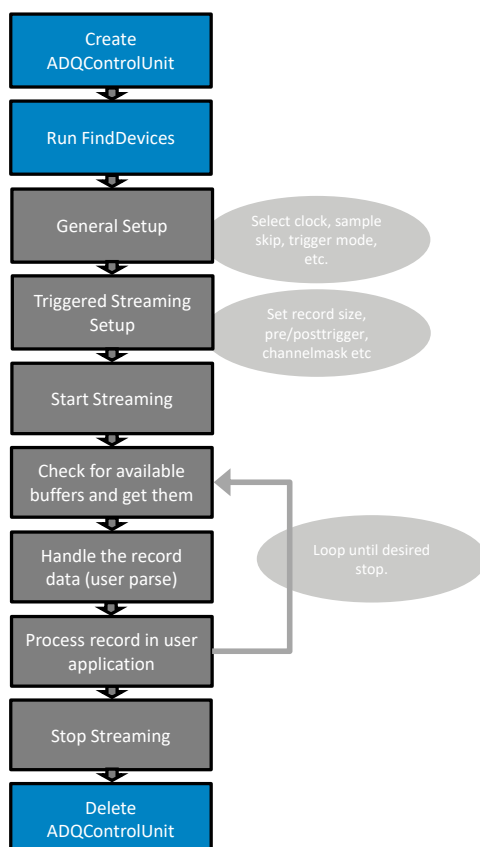 Create
ADQControlUnit
Run FindDevices
General Setup
Select clock, sample
skip, trigger mode,
etc.
Triggered Streaming
Setup
Set record size,
pre/posttrigger,
channelmask etc
Start Streaming
Check for available
buffers and get them
Handle the record
data (user parse)
Loop until desired
stop.
Process record in user
application
Stop Streaming
Delete
ADQControlUnit